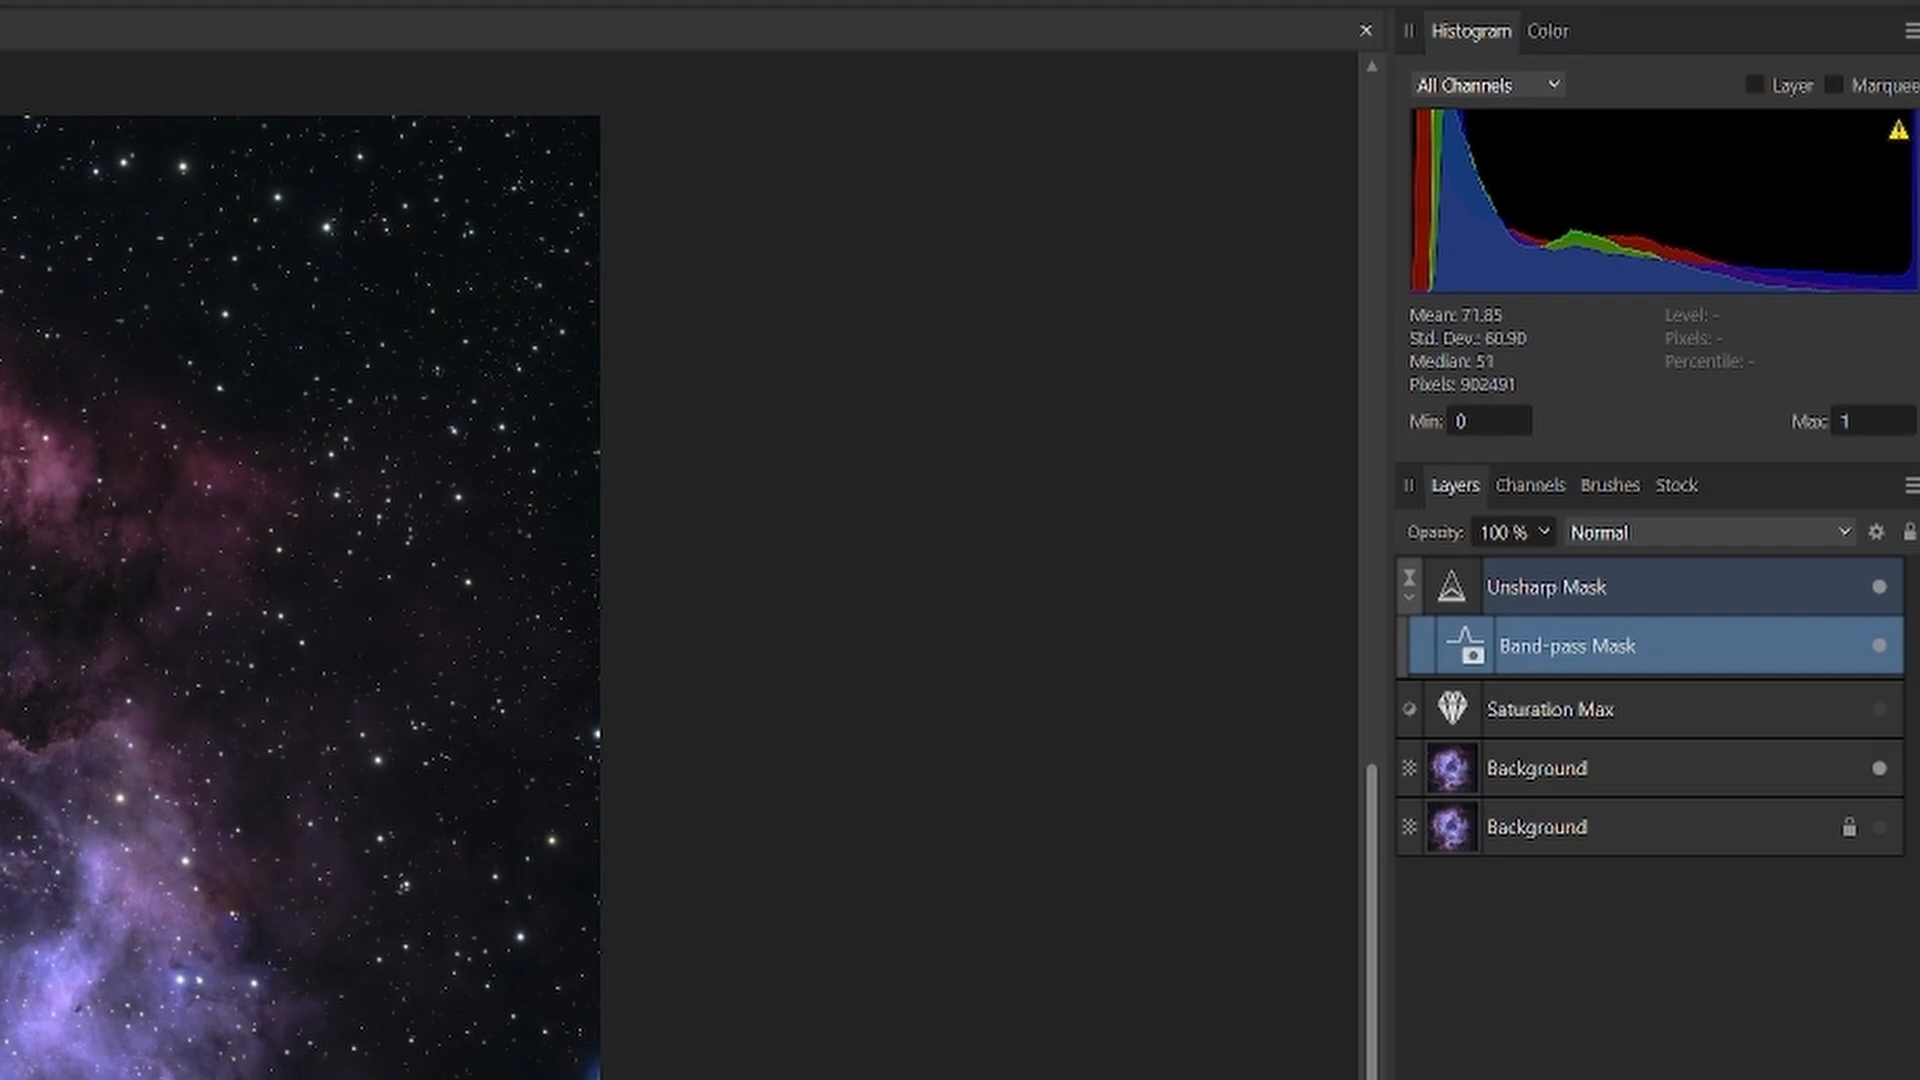 Histogram Color
All Channels Layer Marquee
Mean: 71.85 Level: -
Std. Dev.: 60.90 Pixels: -
Median: 51 Percentile: -
Pixels: 902491
Min: 0 Max: 1
Layers Channels Brushes Stock
Opacity: 100 % Normal
Unsharp Mask
Band-pass Mask
Saturation Max
Background
Background